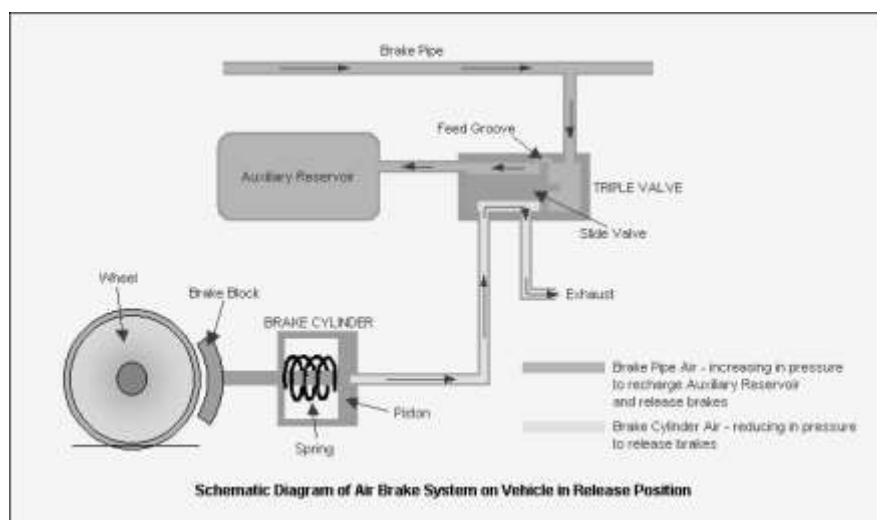 Brake Pipe
Feed Groove
Auxiliary Reservoir
TRIPLE VALVE
Slide Valve
Wheel
Brake Block
Exhaust
BRAKE CYLINDER
Brake Pipe Air - increasing in pressure
to recharge Auxiliary Reservoir
and release brakes
Piston
Brake Cylinder Air - reducing in pressure
to release brakes
Spring
Schematic Diagram of Air Brake System on Vehicle in Release Position